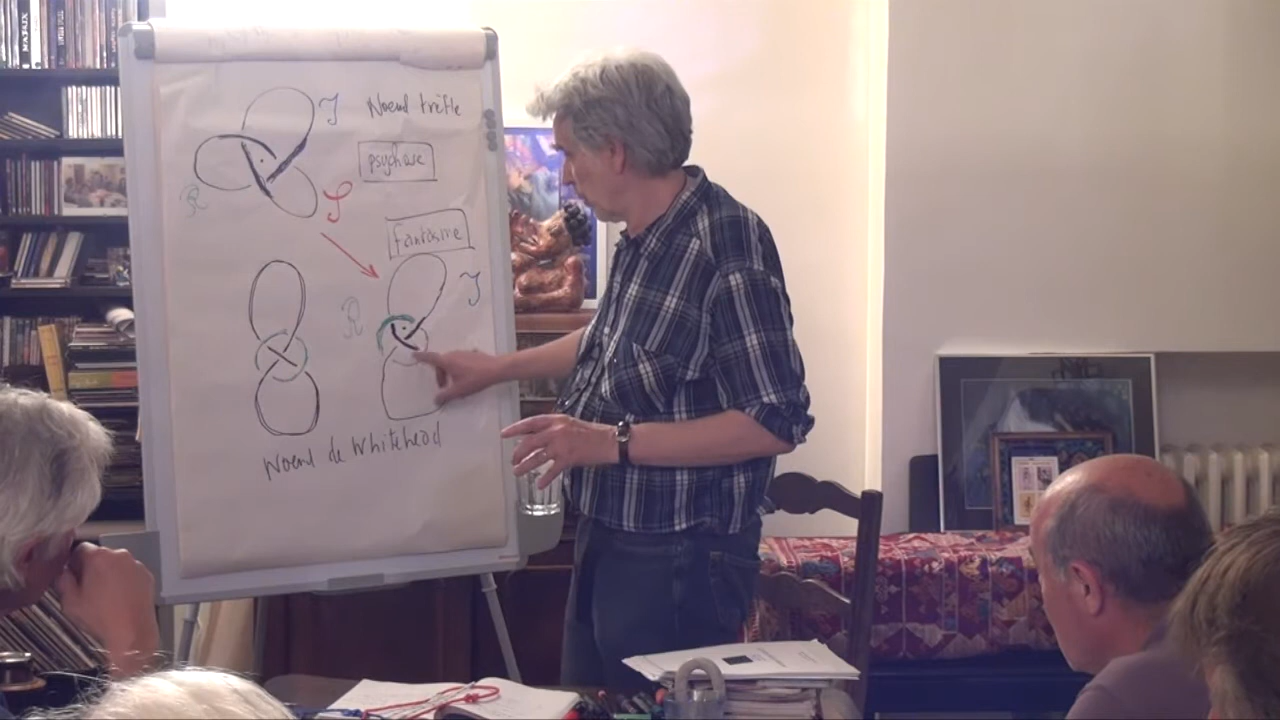 J Noeud trèfle
psychose
R
S
fantasme
J
R
Noeud de Whitehead